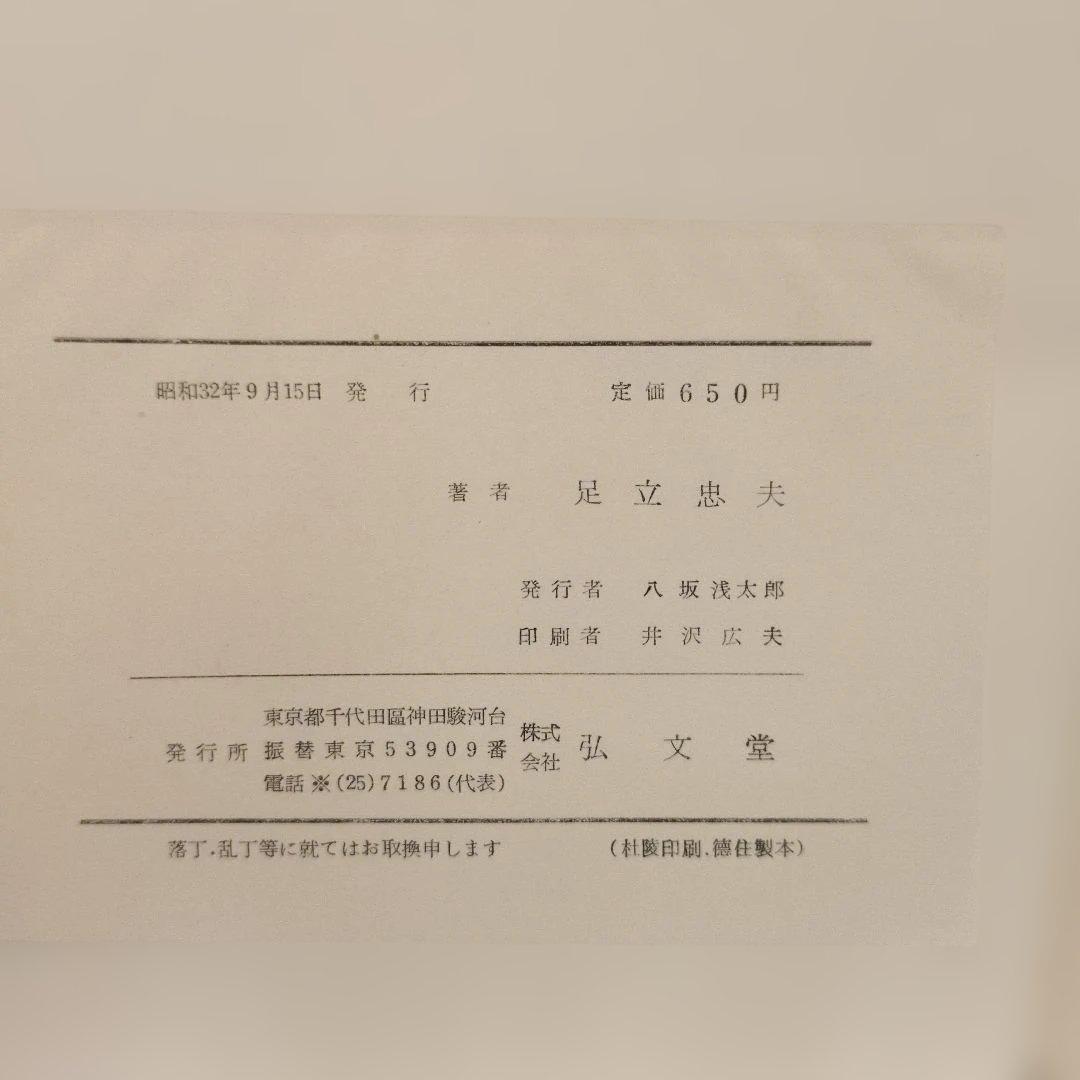 昭和32年9月15日 発行 定価650円
著者 足立忠夫
発行者 八坂浅太郎
印刷者 井沢広夫
東京都千代田區神田駿河台
発行所 振替東京53909番 株式会社 弘文堂
電話※(25)7186(代表)
落丁・乱丁等に就てはお取換申します (杜陵印刷、徳住製本)